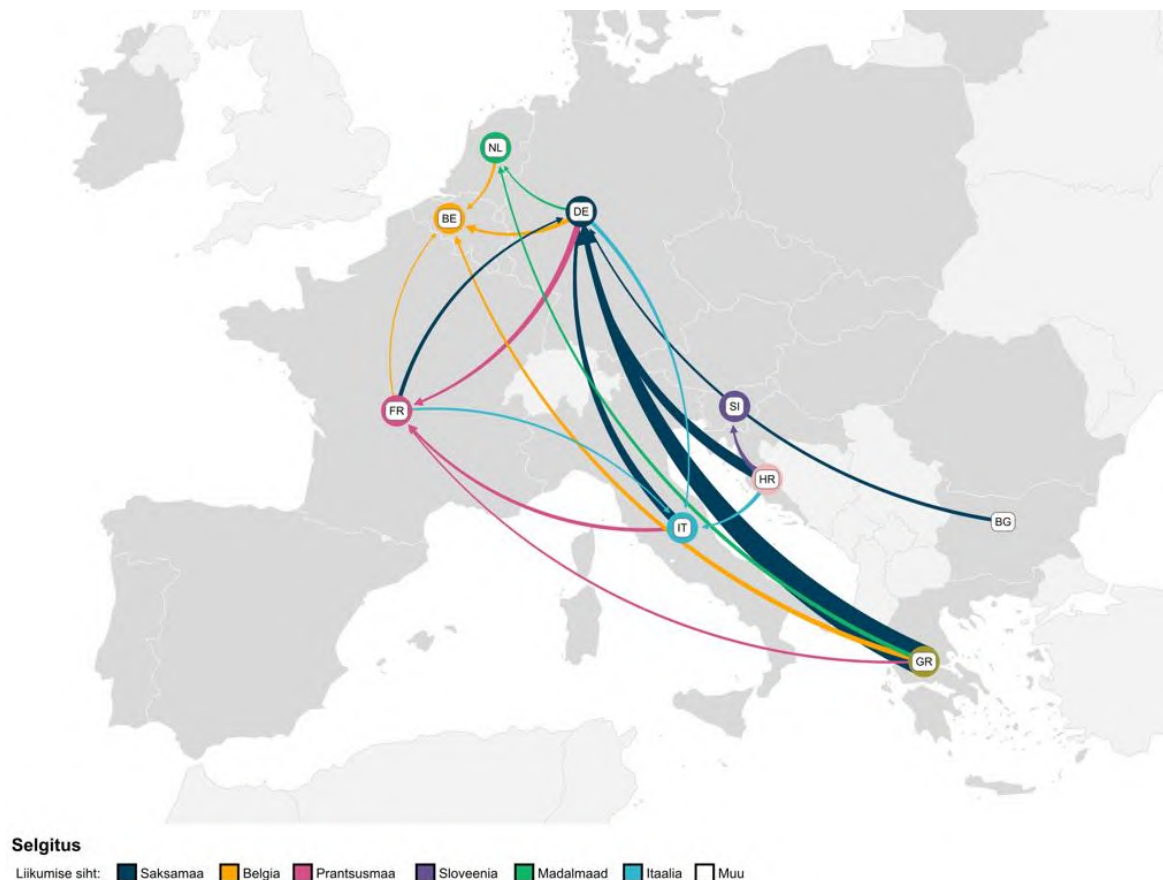 NL
BE
DE
FR
SI
HR
IT
BG
GR
Selgitus
Liikumise siht: Saksamaa Belgia Prantsusmaa Sloveenia Madalmaad Itaalia Muu